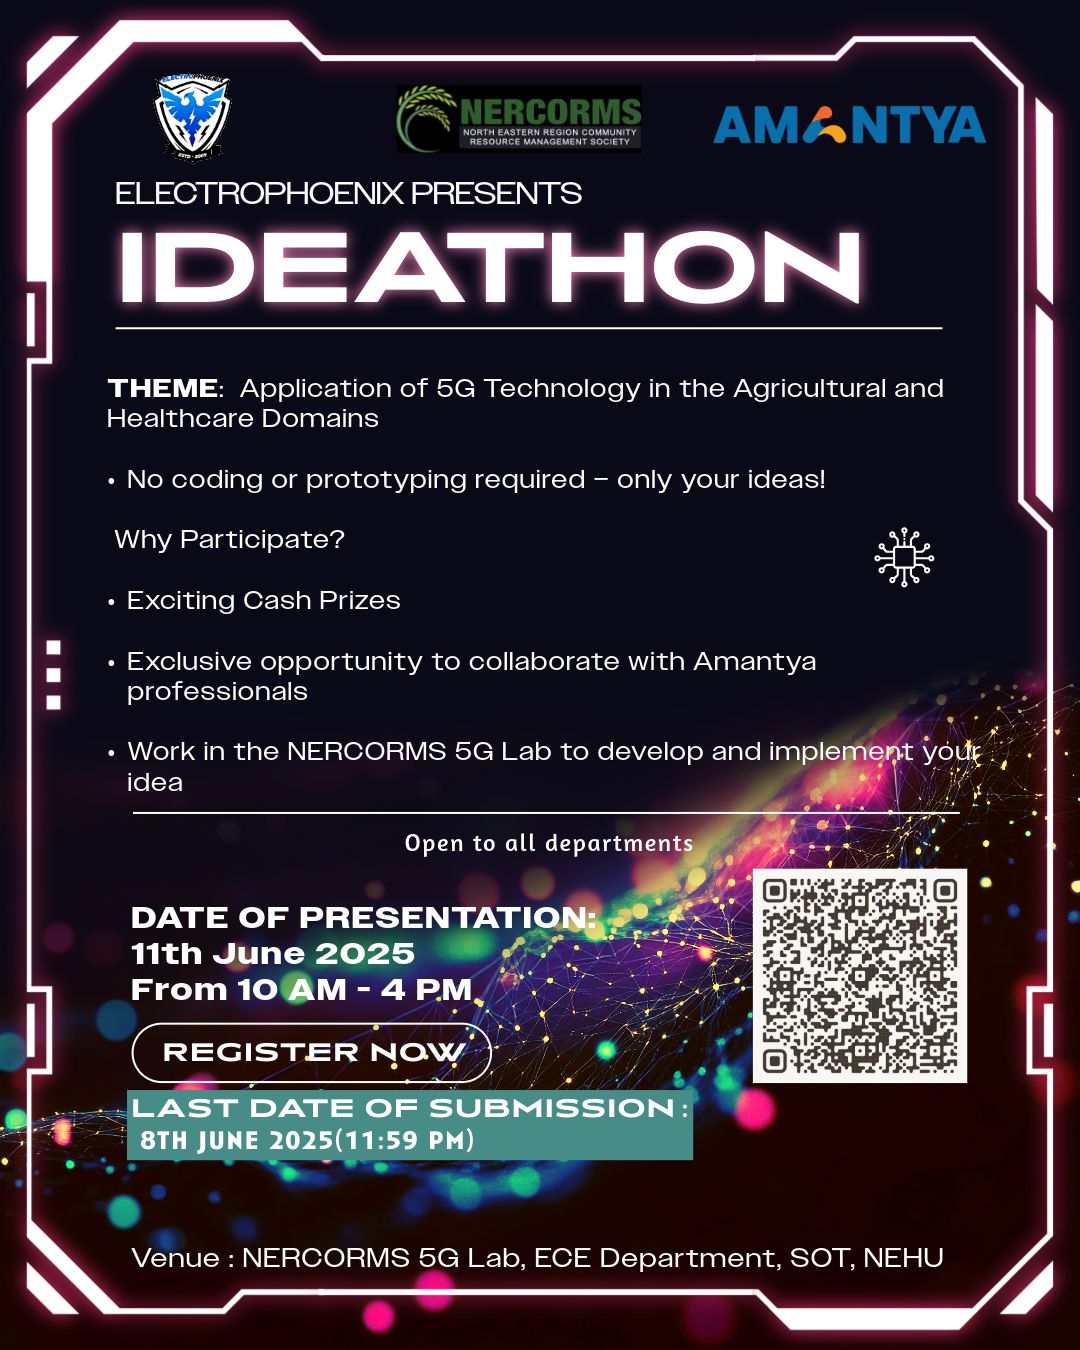 ELECTROPHOENIX
ESTD - 2009
NERCORMS
NORTH EASTERN REGION COMMUNITY
RESOURCE MANAGEMENT SOCIETY
AMANTYA
ELECTROPHOENIX PRESENTS
IDEATHON
THEME: Application of 5G Technology in the Agricultural and
Healthcare Domains
• No coding or prototyping required – only your ideas!
Why Participate?
• Exciting Cash Prizes
• Exclusive opportunity to collaborate with Amantya
professionals
• Work in the NERCORMS 5G Lab to develop and implement your
idea
Open to all departments
DATE OF PRESENTATION:
11th June 2025
From 10 AM - 4 PM
REGISTER NOW
LAST DATE OF SUBMISSION :
8TH JUNE 2025(11:59 PM)
Venue : NERCORMS 5G Lab, ECE Department, SOT, NEHU